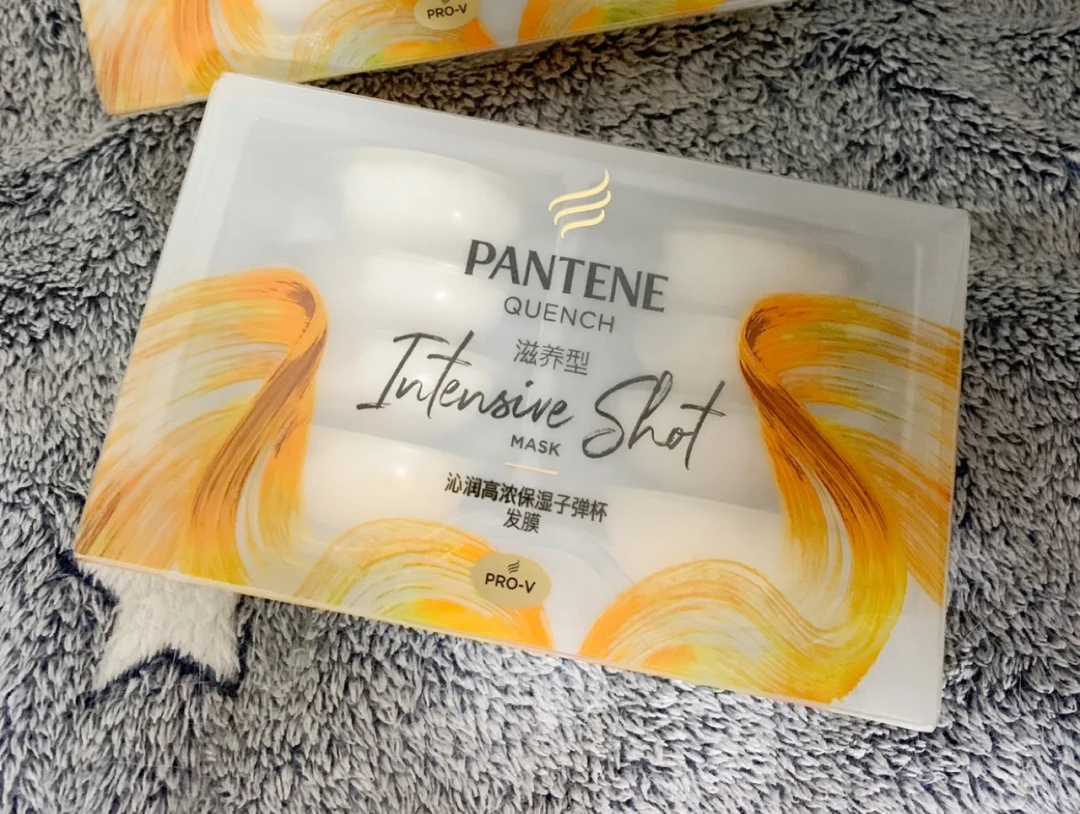 PRO-V
PANTENE
QUENCH
滋养型
Intensive Shot
MASK
沁润高浓保湿子弹杯
发膜
PRO-V